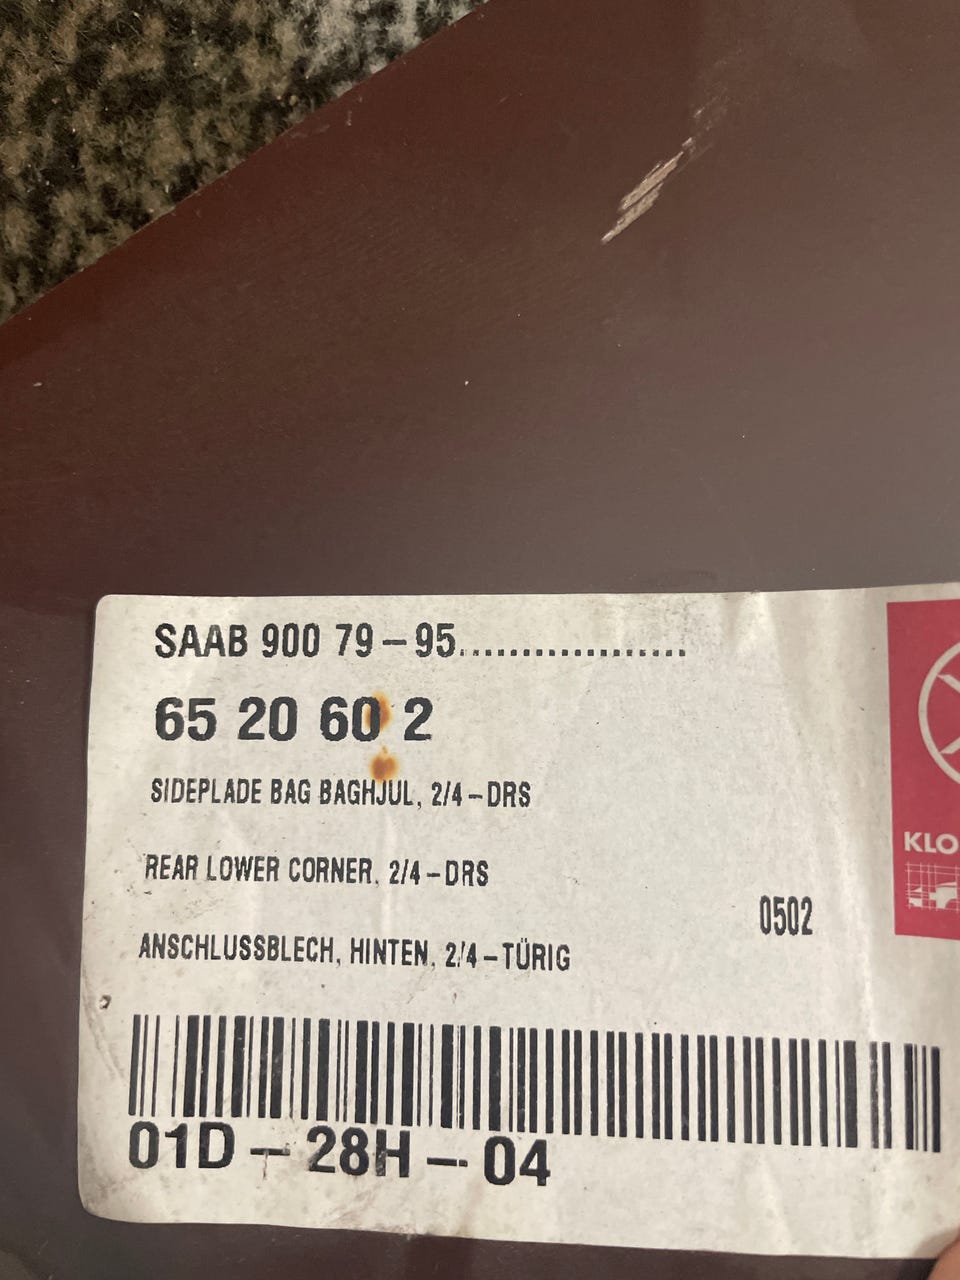 SAAB 900 79-95..................
65 20 60 2
SIDEPLADE BAG BAGHJUL, 2/4-DRS
REAR LOWER CORNER, 2/4-DRS
0502
ANSCHLUSSBLECH, HINTEN, 2/4-TÜRIG
01D-28H-04
KLO